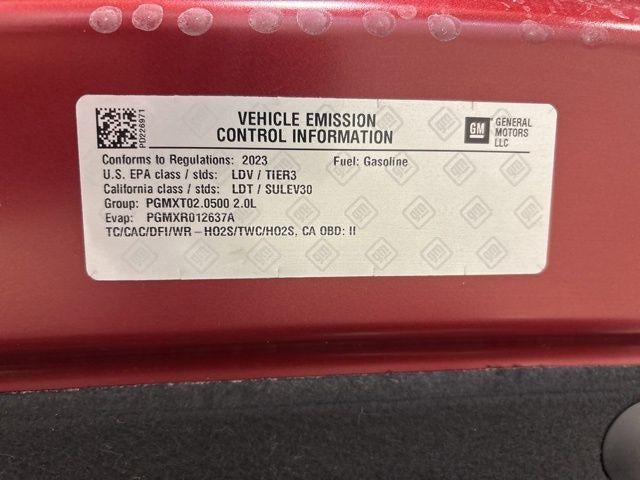 VEHICLE EMISSION
CONTROL INFORMATION
GM
GENERAL
MOTORS
LLC
PD226971
Conforms to Regulations: 2023 Fuel: Gasoline
U.S. EPA class / stds: LDV / TIER3
California class / stds: LDT / SULEV30
Group: PGMXT02.0500 2.0L
Evap: PGMXR012637A
TC/CAC/DFI/WR – HO2S/TWC/HO2S, CA OBD: II